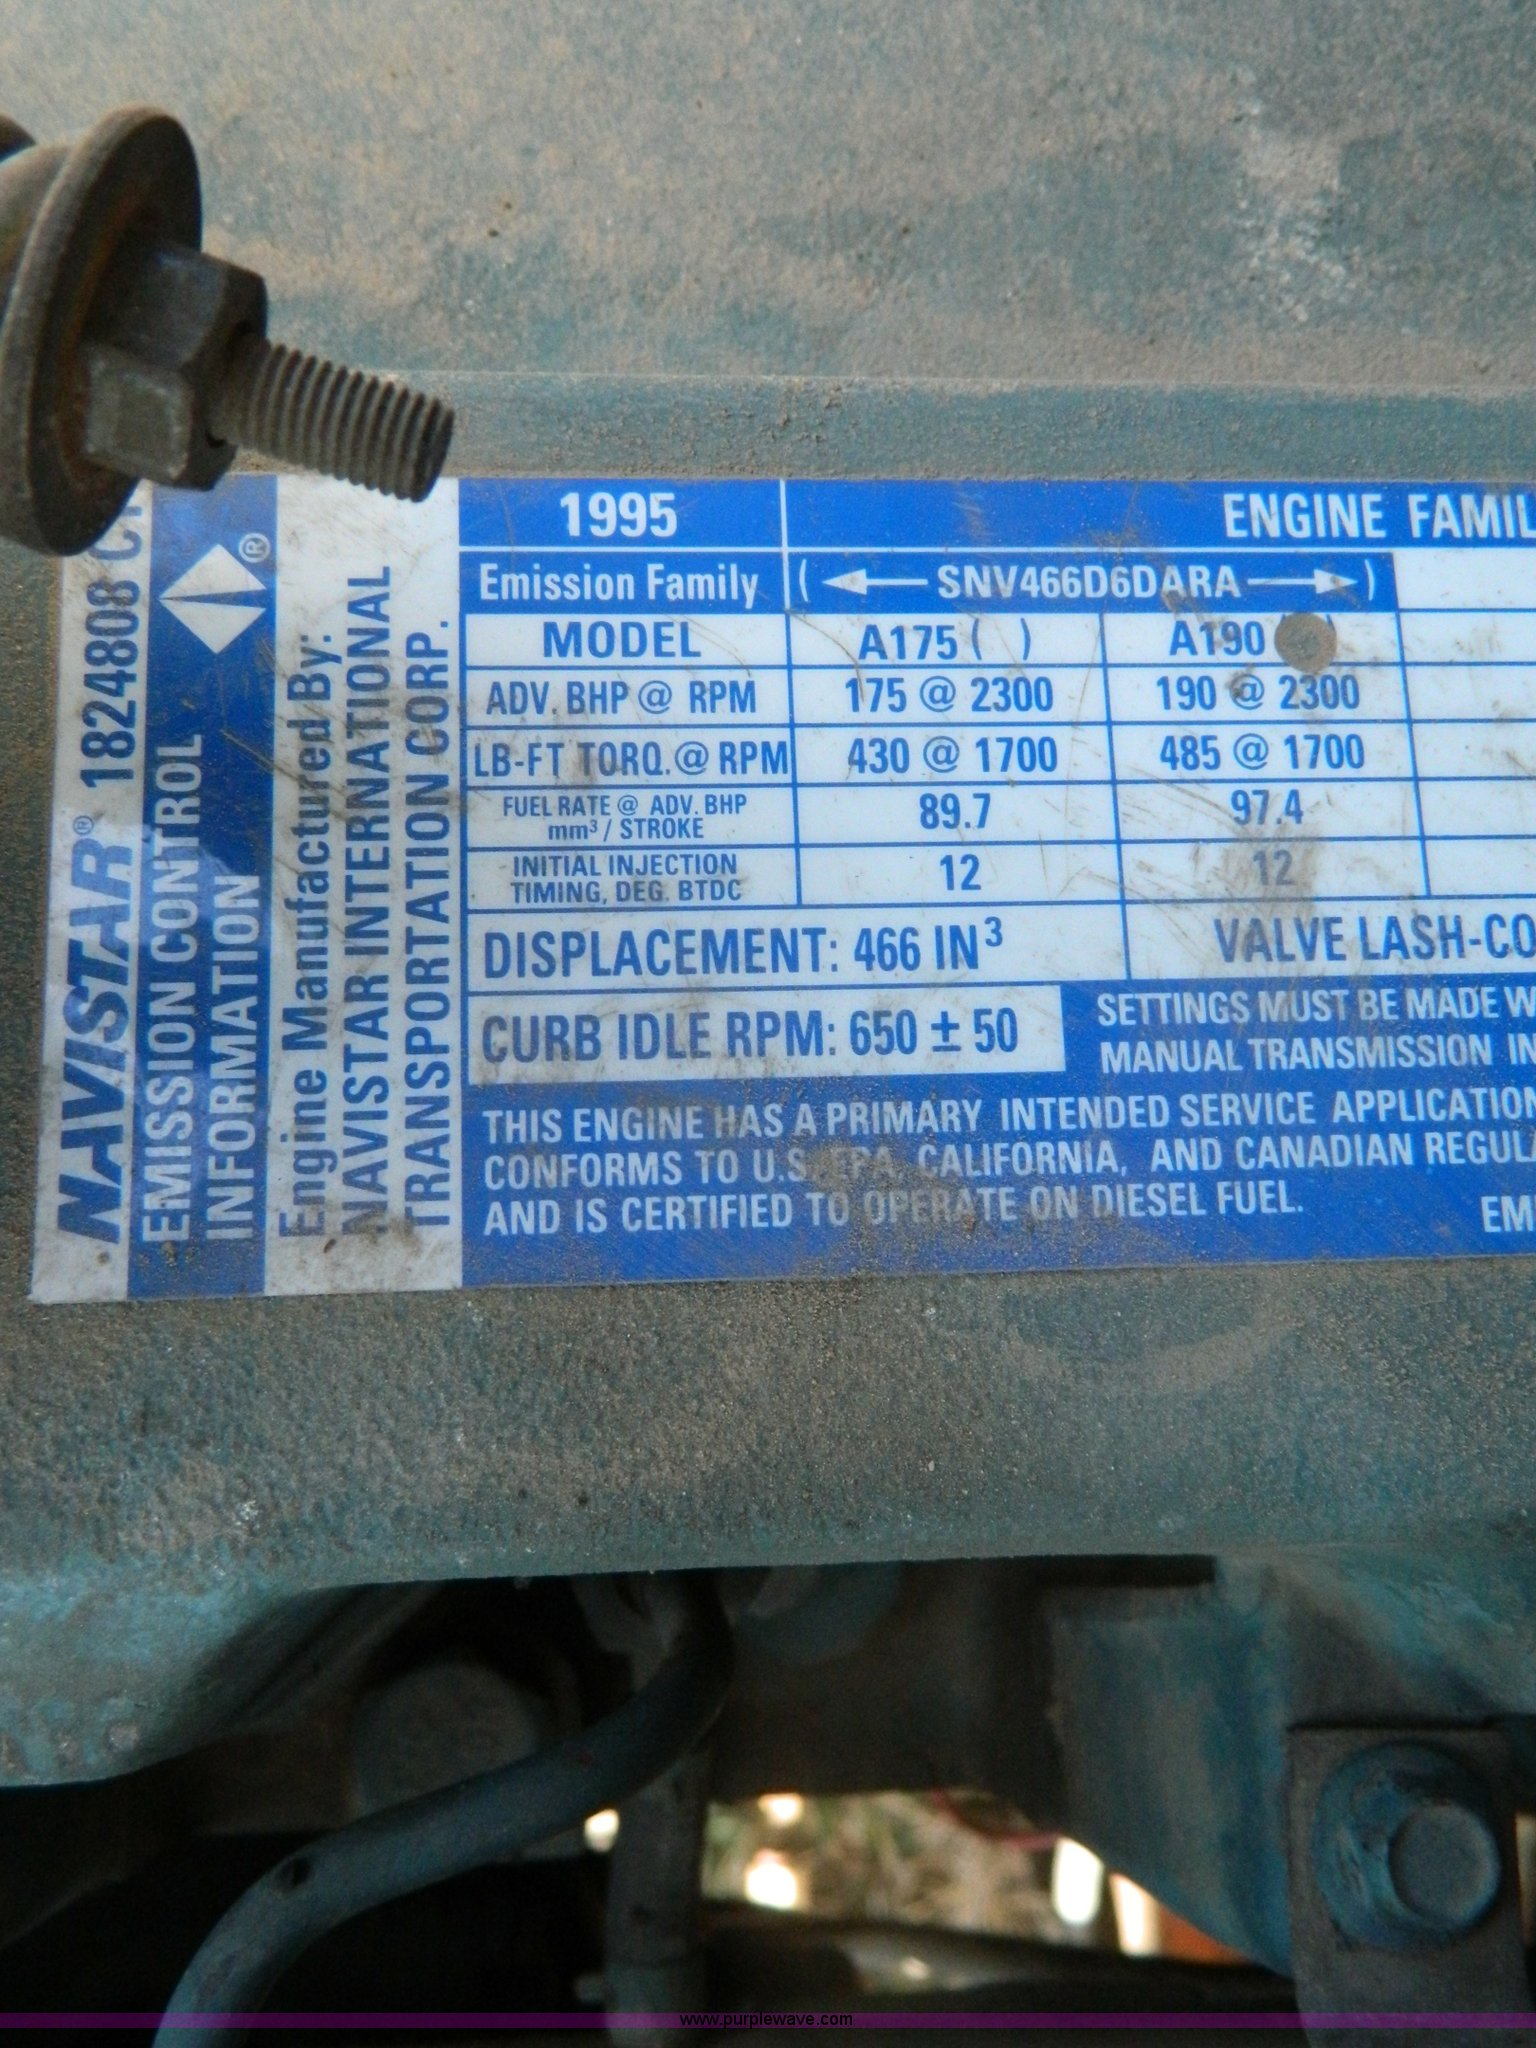 NAVISTAR® 1824808 C
EMISSION CONTROL
INFORMATION
®
Engine Manufactured By:
NAVISTAR INTERNATIONAL
TRANSPORTATION CORP.
1995 ENGINE FAMIL
Emission Family (← SNV466D6DARA →)
MODEL A175 ( ) A190 ( )
ADV. BHP @ RPM 175 @ 2300 190 @ 2300
LB-FT TORQ. @ RPM 430 @ 1700 485 @ 1700
FUEL RATE @ ADV. BHP
mm³ / STROKE 89.7 97.4
INITIAL INJECTION
TIMING, DEG. BTDC 12 12
DISPLACEMENT: 466 IN³ VALVE LASH-CO
CURB IDLE RPM: 650 ± 50
SETTINGS MUST BE MADE W
MANUAL TRANSMISSION IN
THIS ENGINE HAS A PRIMARY INTENDED SERVICE APPLICATION
CONFORMS TO U.S. EPA, CALIFORNIA, AND CANADIAN REGULA
AND IS CERTIFIED TO OPERATE ON DIESEL FUEL.
EM
www.purplewave.com